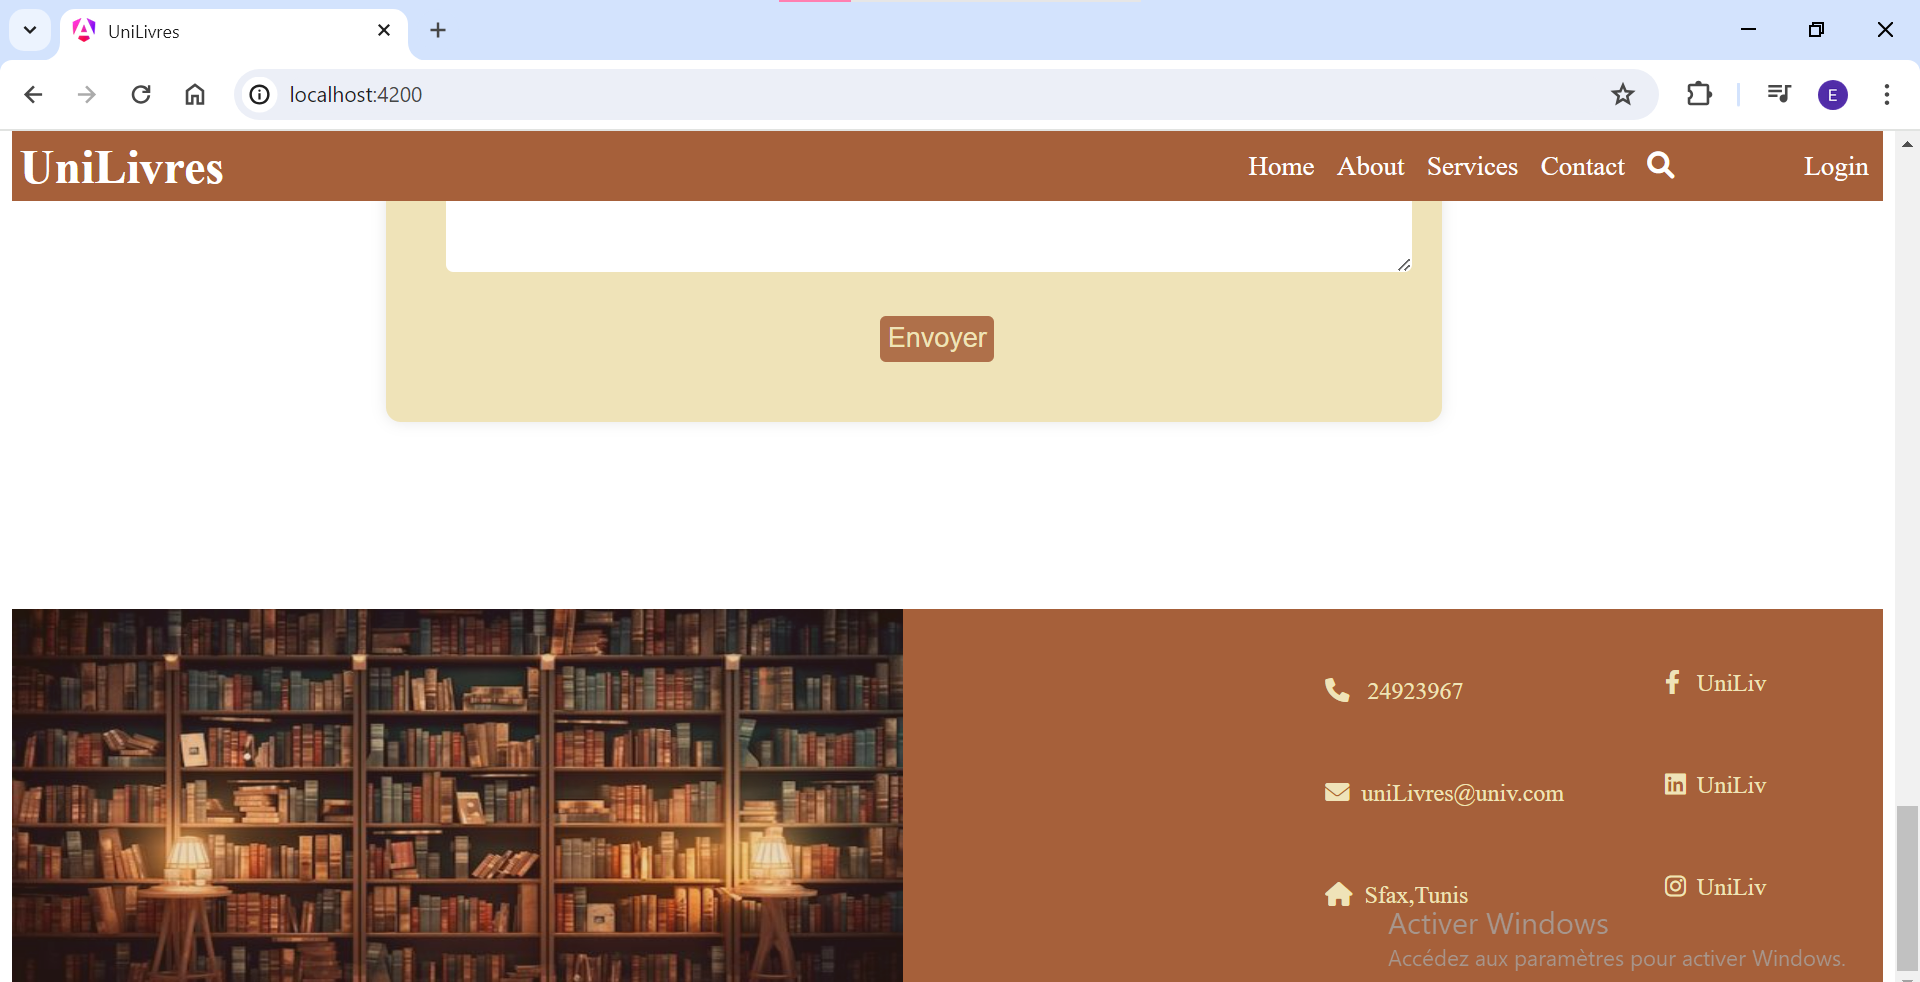 UniLivres
localhost:4200
E
UniLivres
Home About Services Contact Login
Envoyer
24923967
UniLiv
uniLivres@univ.com
in UniLiv
Sfax,Tunis
UniLiv
Activer Windows
Accédez aux paramètres pour activer Windows.